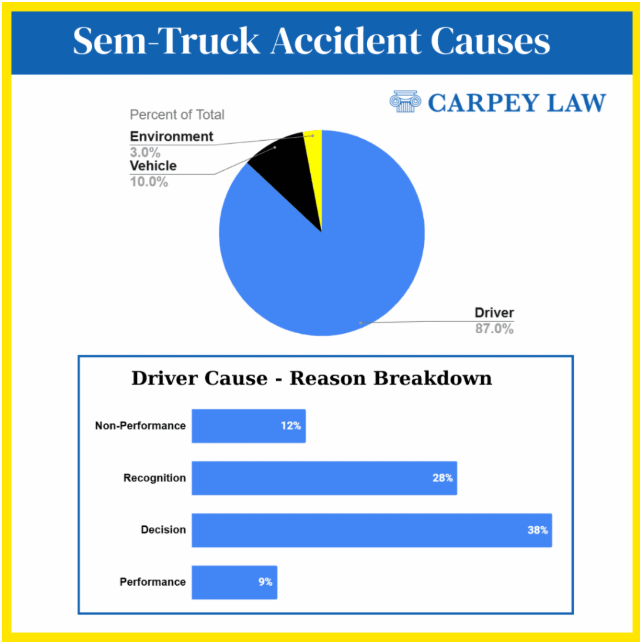 Sem-Truck Accident Causes
CARPEY LAW
Percent of Total
Environment
3.0%
Vehicle
10.0%
Driver
87.0%
Driver Cause - Reason Breakdown
Non-Performance 12%
Recognition 28%
Decision 38%
Performance 9%